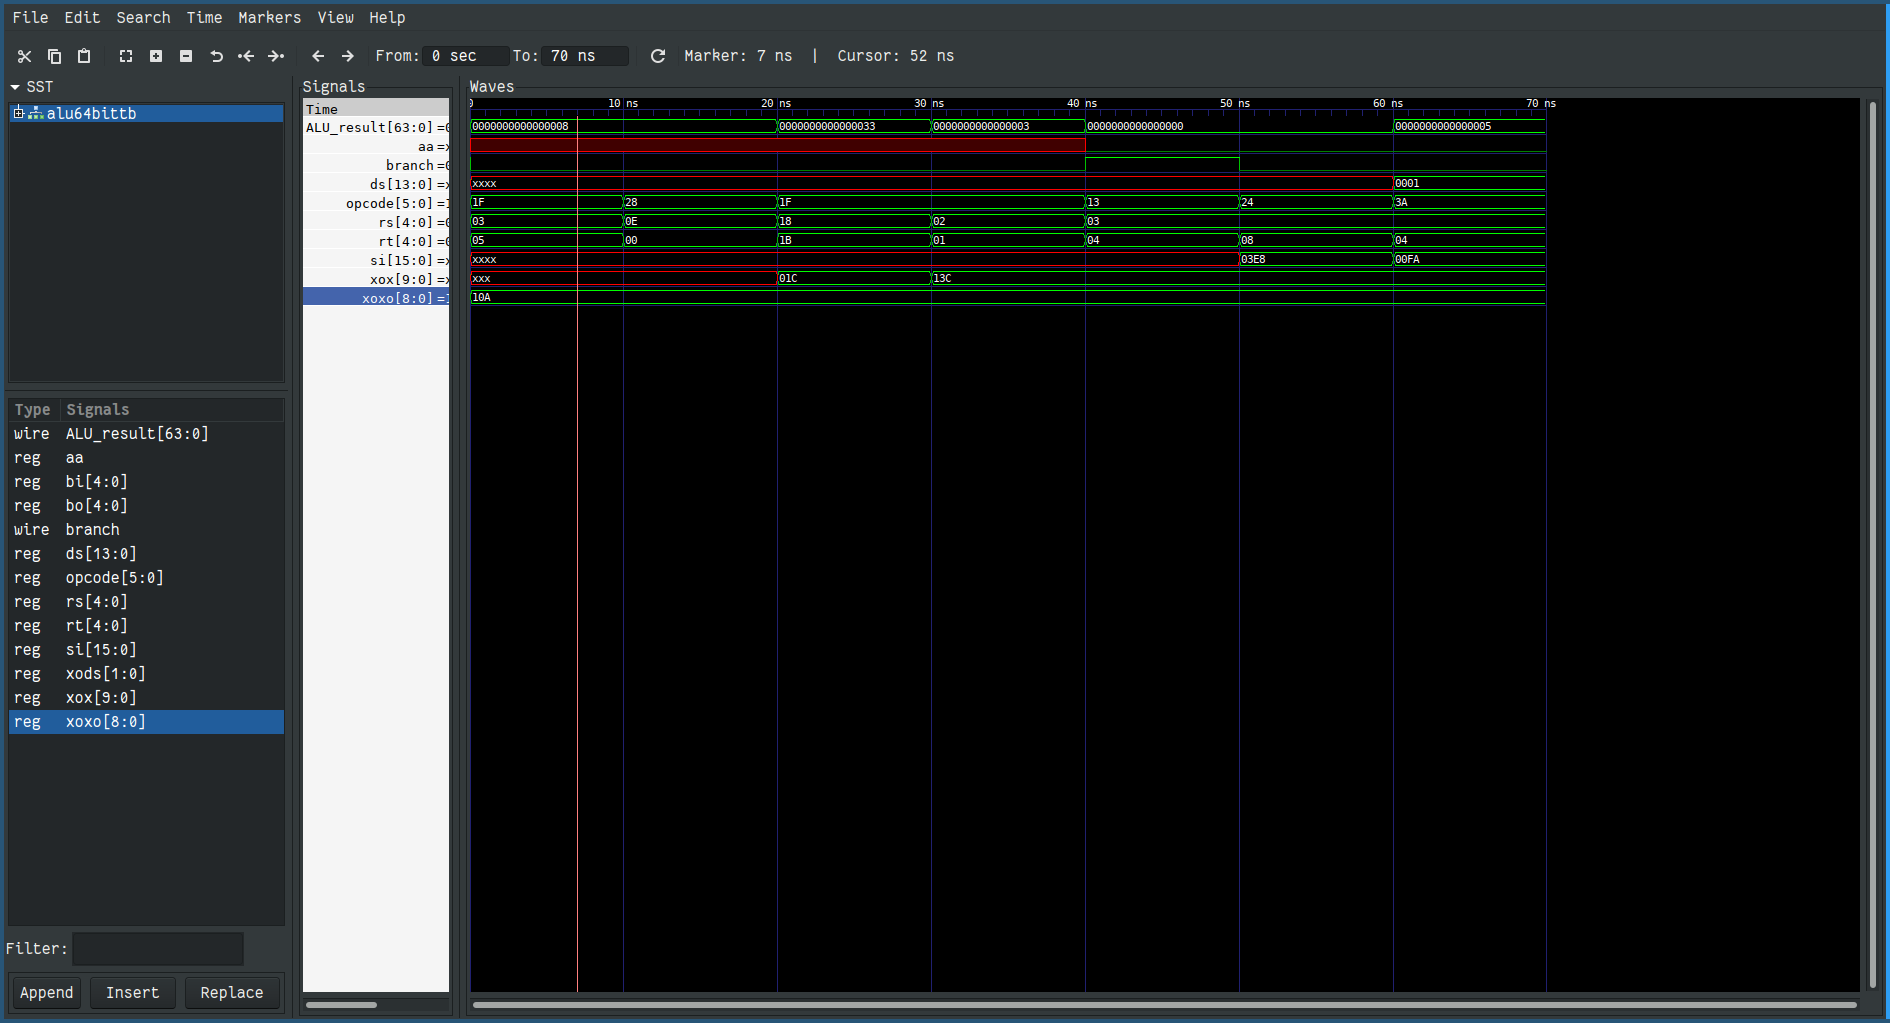 File Edit Search Time Markers View Help
From: 0 sec To: 70 ns Marker: 7 ns | Cursor: 52 ns
SST
alu64bittb
Type Signals
wire ALU_result[63:0]
reg aa
reg bi[4:0]
reg bo[4:0]
wire branch
reg ds[13:0]
reg opcode[5:0]
reg rs[4:0]
reg rt[4:0]
reg si[15:0]
reg xods[1:0]
reg xox[9:0]
reg xoxo[8:0]
Filter:
Append Insert Replace
Signals
Time
ALU_result[63:0] =0
aa =x
branch =0
ds[13:0] =x
opcode[5:0] =1
rs[4:0] =0
rt[4:0] =0
si[15:0] =x
xox[9:0] =x
xoxo[8:0] =1
Waves
0 10 ns 20 ns 30 ns 40 ns 50 ns 60 ns 70 ns
0000000000000008 0000000000000033 0000000000000003 0000000000000000 0000000000000005
xxxx 0001
1F 28 1F 13 24 3A
03 0E 18 02 03
05 00 1B 01 04 08 04
xxxx 03E8 00FA
xxx 01C 13C
10A